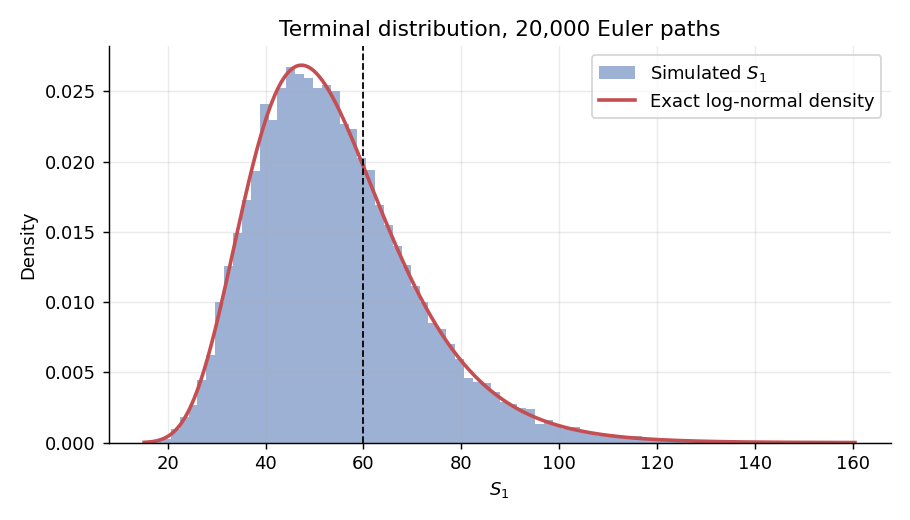 Terminal distribution, 20,000 Euler paths
Simulated S₁
Exact log-normal density
Density
0.025
0.020
0.015
0.010
0.005
0.000
20 40 60 80 100 120 140 160
S₁